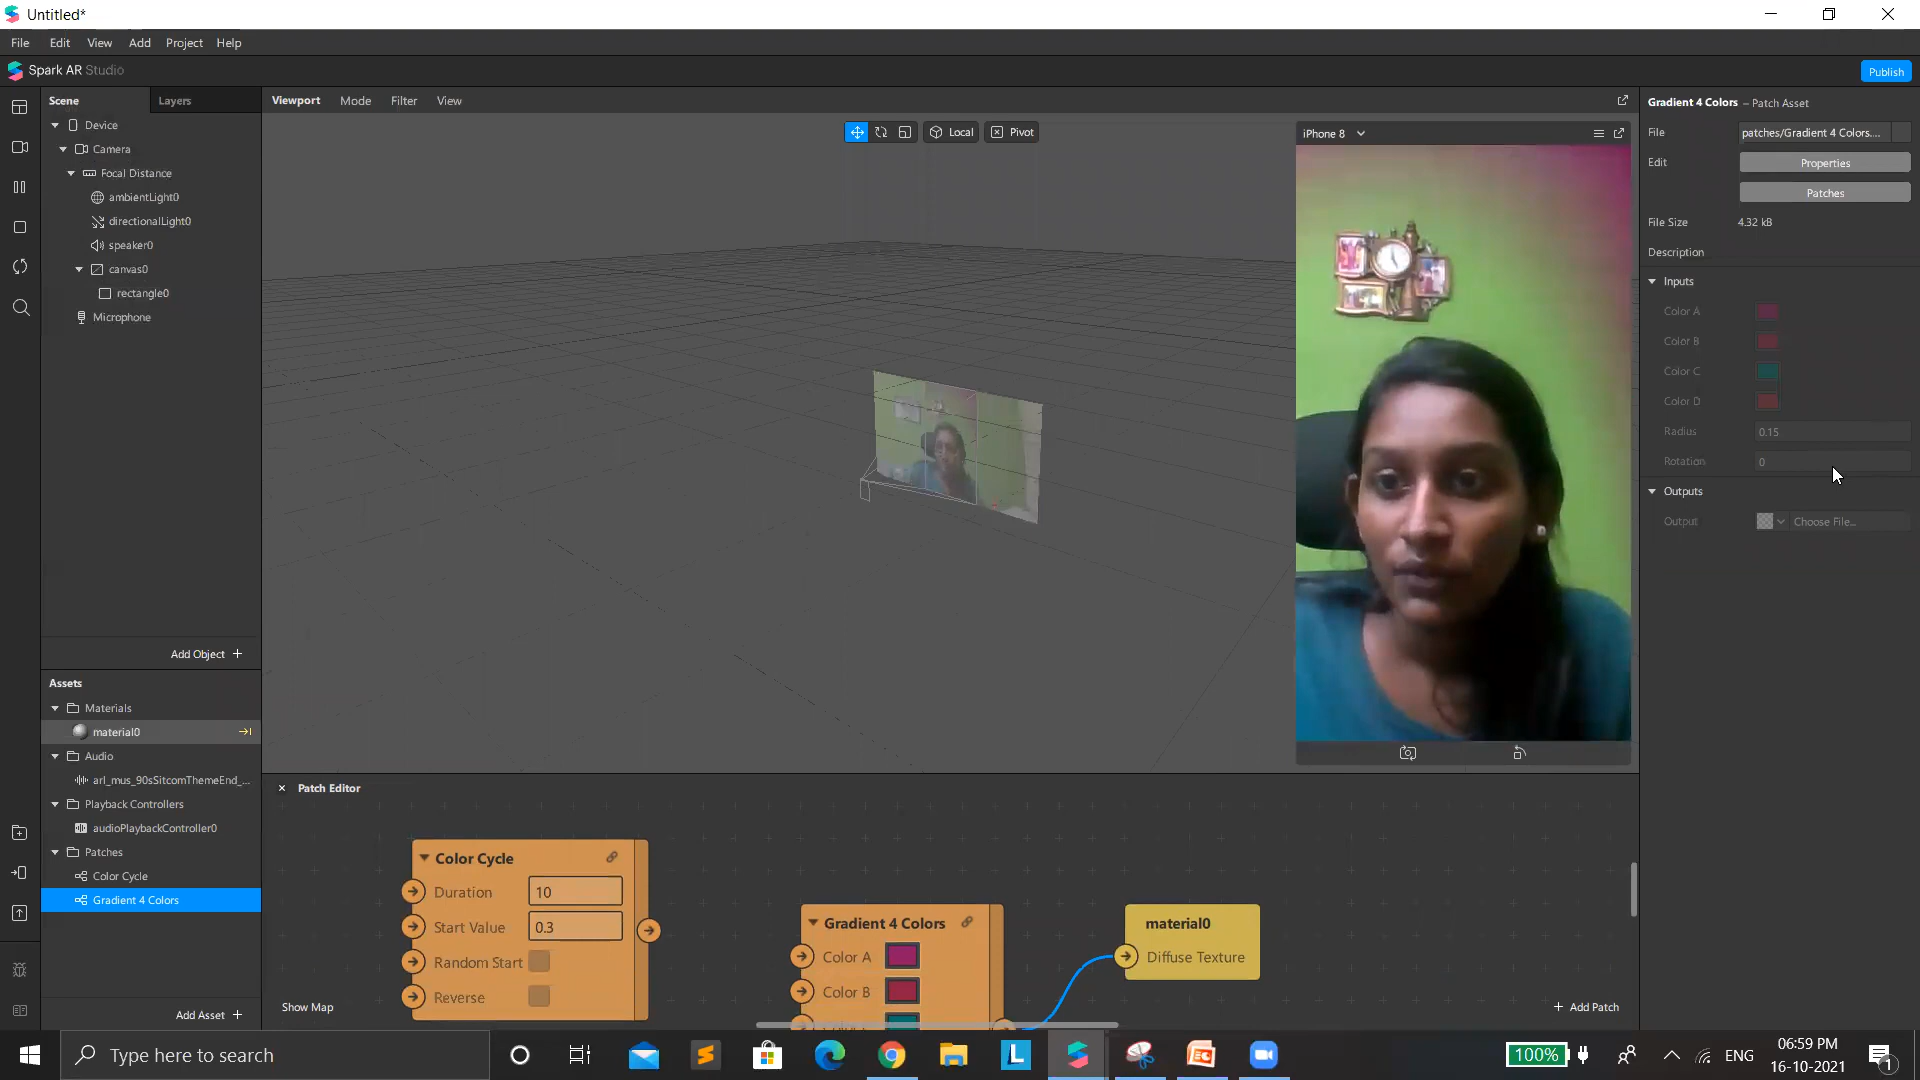 Untitled*
File Edit View Add Project Help
Spark AR Studio
Publish
Scene Layers
Device
Camera
Focal Distance
ambientLight0
directionalLight0
speaker0
canvas0
rectangle0
Microphone
Add Object +
Assets
Materials
material0
Audio
arl_mus_90sSitcomThemeEnd_...
Playback Controllers
audioPlaybackController0
Patches
Color Cycle
Gradient 4 Colors
Add Asset +
Viewport Mode Filter View
Local Pivot
iPhone 8
Gradient 4 Colors – Patch Asset
File patches/Gradient 4 Colors....
Edit Properties
Patches
File Size 4.32 kB
Description
Inputs
Color A
Color B
Color C
Color D
Radius 0.15
Rotation 0
Outputs
Output Choose File...
× Patch Editor
Color Cycle
Duration 10
Start Value 0.3
Random Start
Reverse
Gradient 4 Colors
Color A
Color B
material0
Diffuse Texture
Show Map
+ Add Patch
Type here to search
100%
ENG
06:59 PM
16-10-2021
1